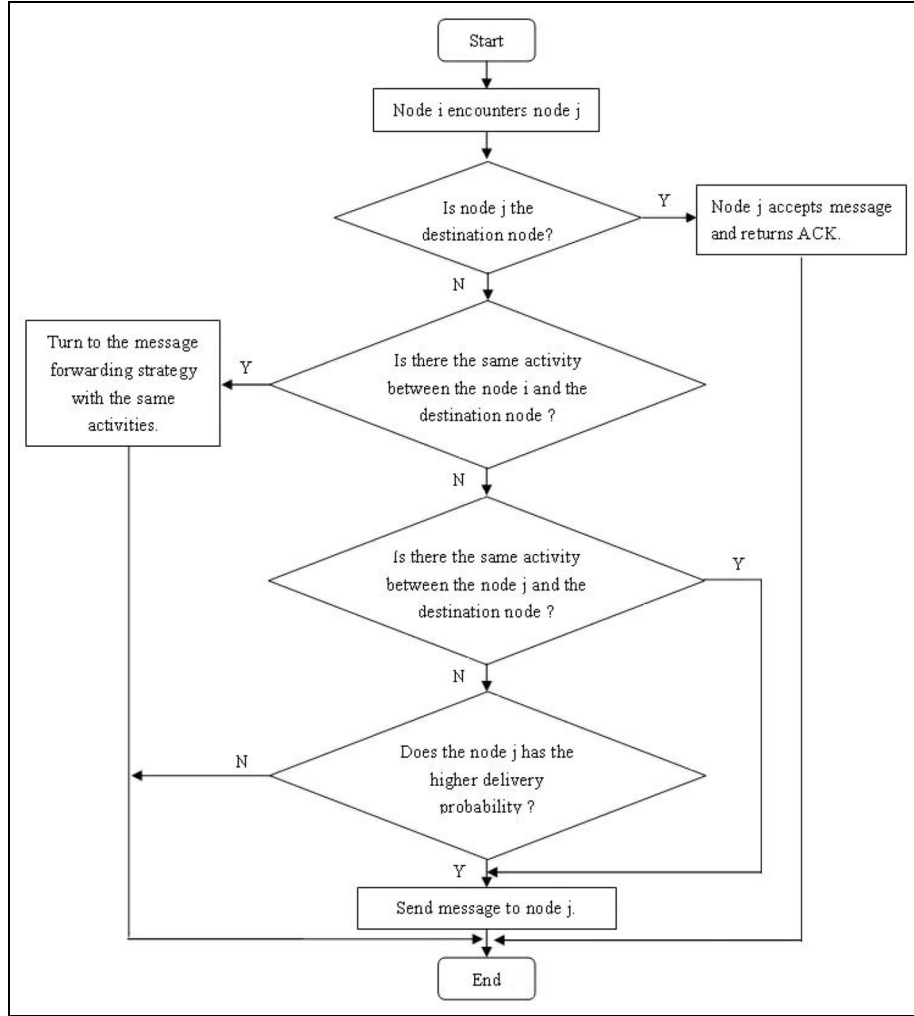 Start
Node i encounters node j
Is node j the
destination node?
Y
Node j accepts message
and returns ACK.
N
Turn to the message
forwarding strategy
with the same
activities.
Y
Is there the same activity
between the node i and the
destination node ?
N
Is there the same activity
between the node j and the
destination node ?
Y
N
Does the node j has the
higher delivery
probability ?
N
Y
Send message to node j.
End